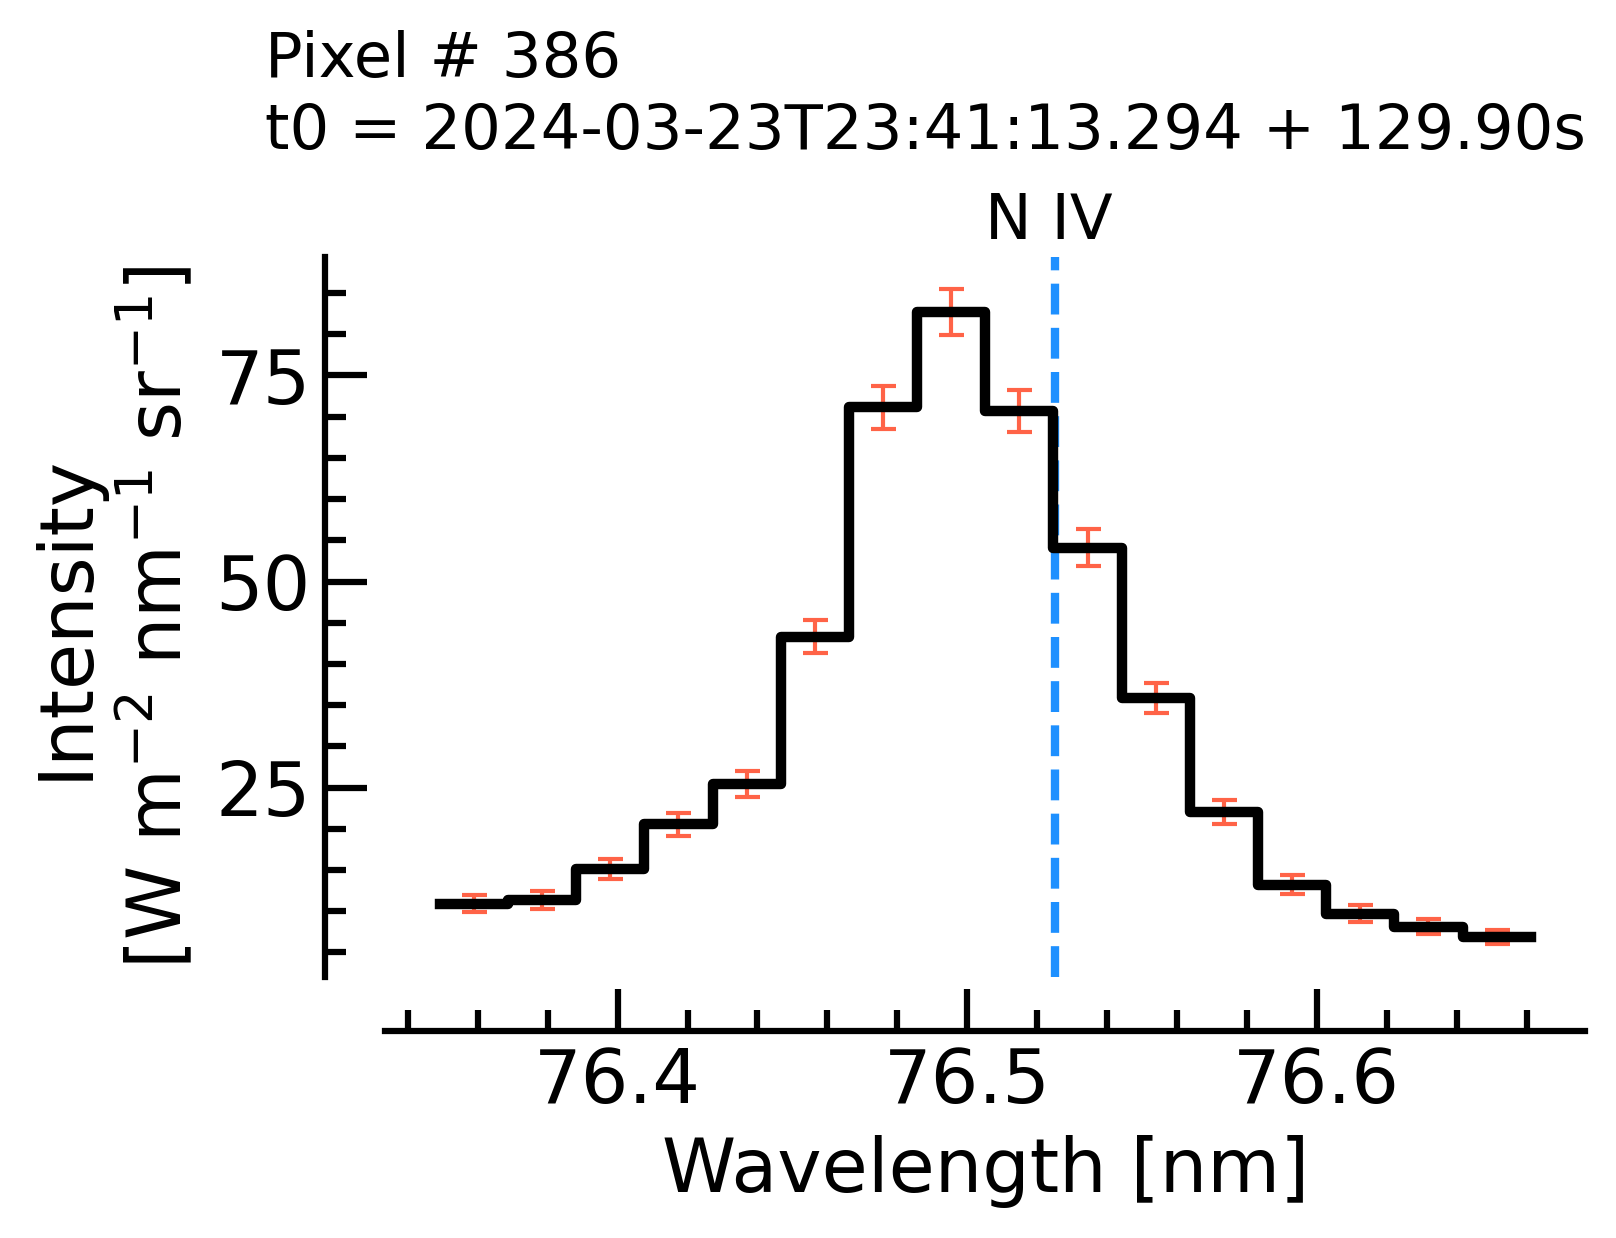 Pixel # 386
t0 = 2024-03-23T23:41:13.294 + 129.90s
N IV
Intensity
[W m⁻² nm⁻¹ sr⁻¹]
75
50
25
76.4 76.5 76.6
Wavelength [nm]